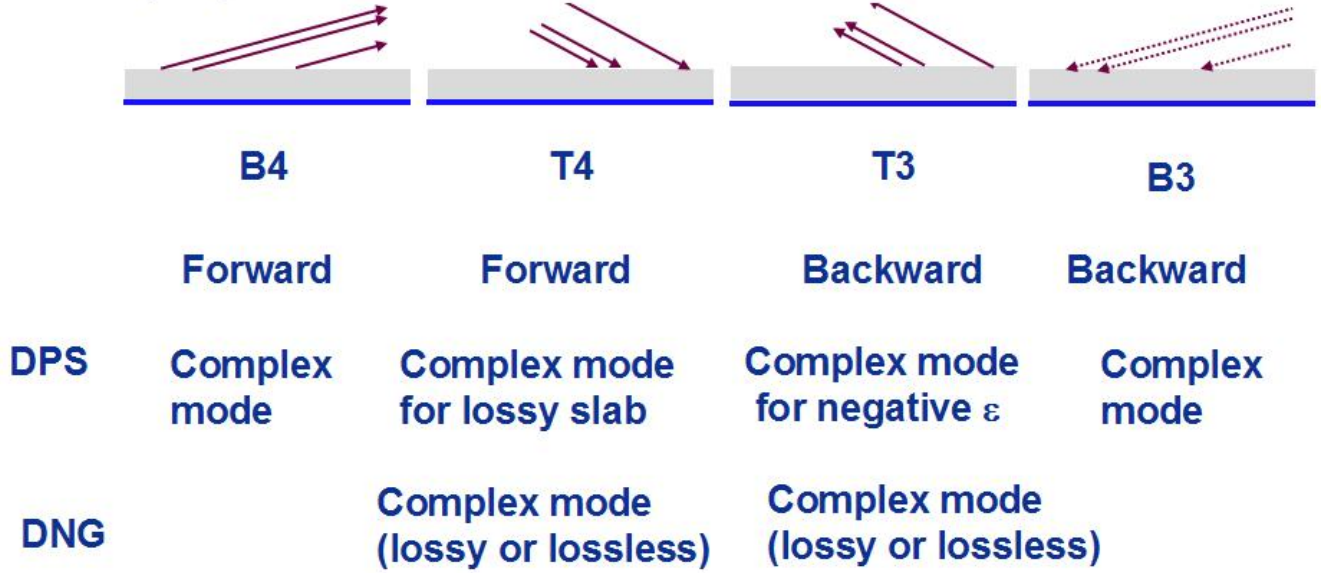 B4 T4 T3 B3
Forward Forward Backward Backward
DPS Complex Complex mode Complex mode Complex
mode for lossy slab for negative ε mode
Complex mode Complex mode
DNG (lossy or lossless) (lossy or lossless)